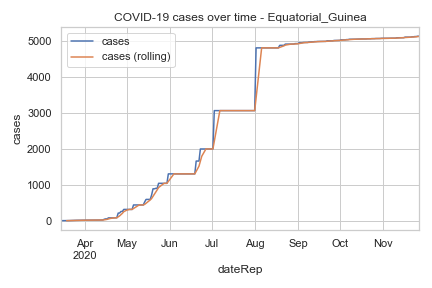 COVID-19 cases over time - Equatorial_Guinea
cases
cases (rolling)
cases
5000
4000
3000
2000
1000
0
Apr
2020
May
Jun
Jul
Aug
Sep
Oct
Nov
dateRep